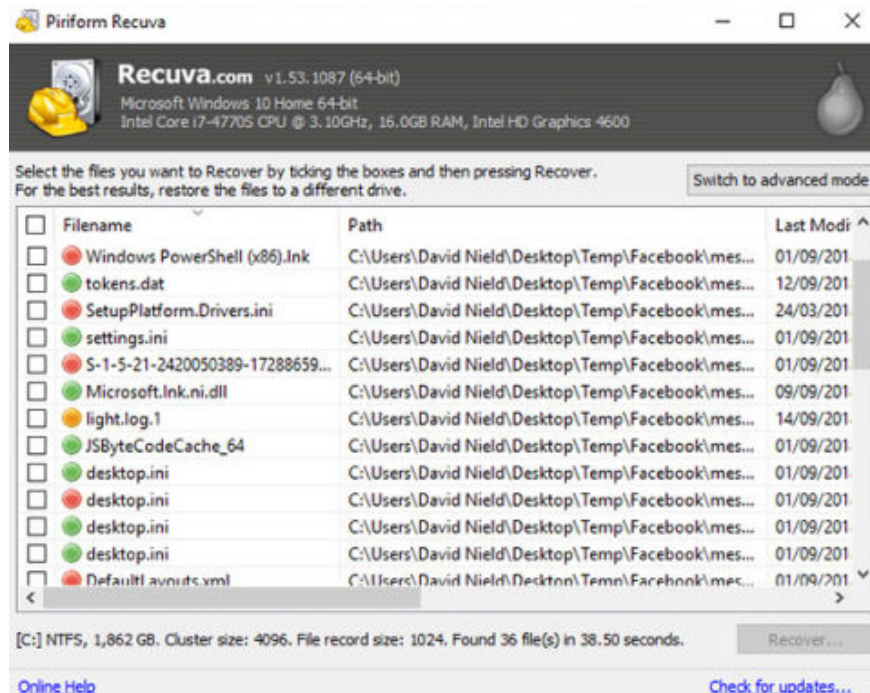 Piriform Recuva
Recuva.com v1.53.1087 (64-bit)
Microsoft Windows 10 Home 64-bit
Intel Core i7-4770S CPU @ 3.10GHz, 16.0GB RAM, Intel HD Graphics 4600
Select the files you want to Recover by ticking the boxes and then pressing Recover.
For the best results, restore the files to a different drive.
Switch to advanced mode
Filename Path Last Modi
Windows PowerShell (x86).lnk C:\Users\David Nield\Desktop\Temp\Facebook\mes... 01/09/201
tokens.dat C:\Users\David Nield\Desktop\Temp\Facebook\mes... 12/09/201
SetupPlatform.Drivers.ini C:\Users\David Nield\Desktop\Temp\Facebook\mes... 24/03/201
settings.ini C:\Users\David Nield\Desktop\Temp\Facebook\mes... 01/09/201
S-1-5-21-2420050389-17288659... C:\Users\David Nield\Desktop\Temp\Facebook\mes... 01/09/201
Microsoft.Ink.ni.dll C:\Users\David Nield\Desktop\Temp\Facebook\mes... 09/09/201
light.log.1 C:\Users\David Nield\Desktop\Temp\Facebook\mes... 14/09/201
JSByteCodeCache_64 C:\Users\David Nield\Desktop\Temp\Facebook\mes... 01/09/201
desktop.ini C:\Users\David Nield\Desktop\Temp\Facebook\mes... 01/09/201
desktop.ini C:\Users\David Nield\Desktop\Temp\Facebook\mes... 01/09/201
desktop.ini C:\Users\David Nield\Desktop\Temp\Facebook\mes... 01/09/201
desktop.ini C:\Users\David Nield\Desktop\Temp\Facebook\mes... 01/09/201
DefaultLayouts.xml C:\Users\David Nield\Desktop\Temp\Facebook\mes... 01/09/201
[C:] NTFS, 1,862 GB. Cluster size: 4096. File record size: 1024. Found 36 file(s) in 38.50 seconds.
Recover...
Online Help
Check for updates...